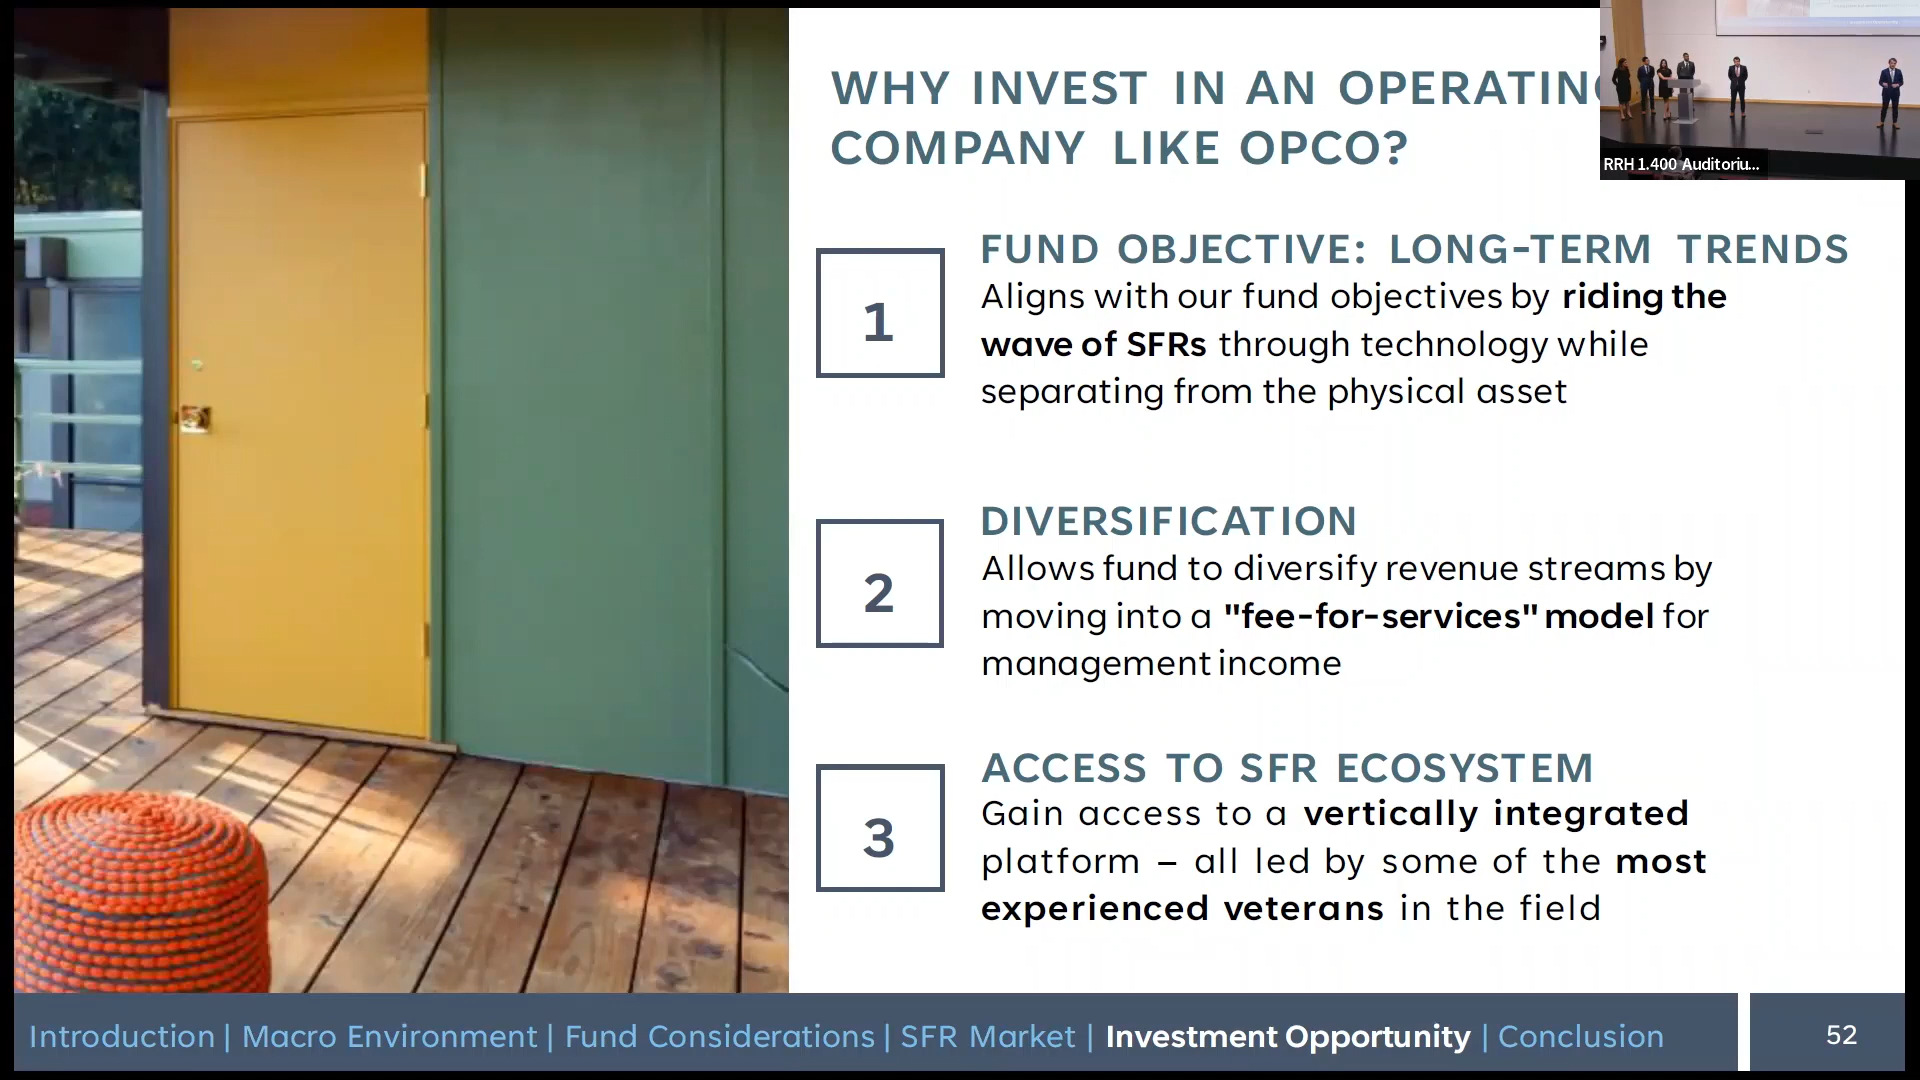 WHY INVEST IN AN OPERATING
COMPANY LIKE OPCO?
RRH 1.400 Auditoriu...
1
FUND OBJECTIVE: LONG-TERM TRENDS
Aligns with our fund objectives by riding the
wave of SFRs through technology while
separating from the physical asset
2
DIVERSIFICATION
Allows fund to diversify revenue streams by
moving into a "fee-for-services" model for
management income
3
ACCESS TO SFR ECOSYSTEM
Gain access to a vertically integrated
platform – all led by some of the most
experienced veterans in the field
Introduction | Macro Environment | Fund Considerations | SFR Market | Investment Opportunity | Conclusion
52